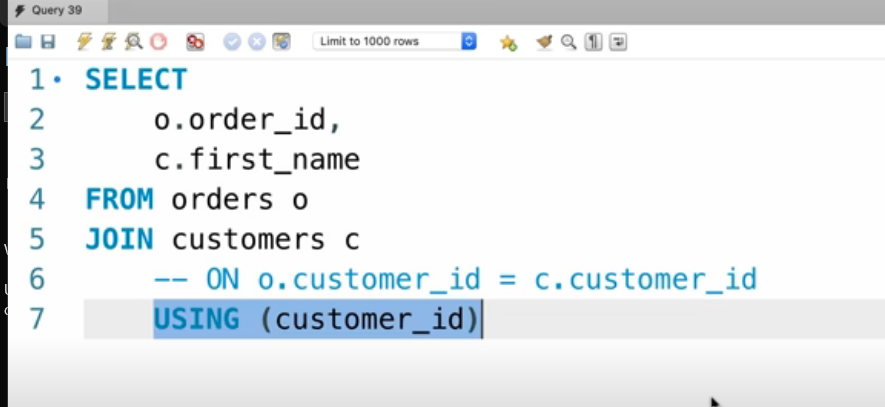 Query 39
Limit to 1000 rows
1 SELECT
2 o.order_id,
3 c.first_name
4 FROM orders o
5 JOIN customers c
6 -- ON o.customer_id = c.customer_id
7 USING (customer_id)